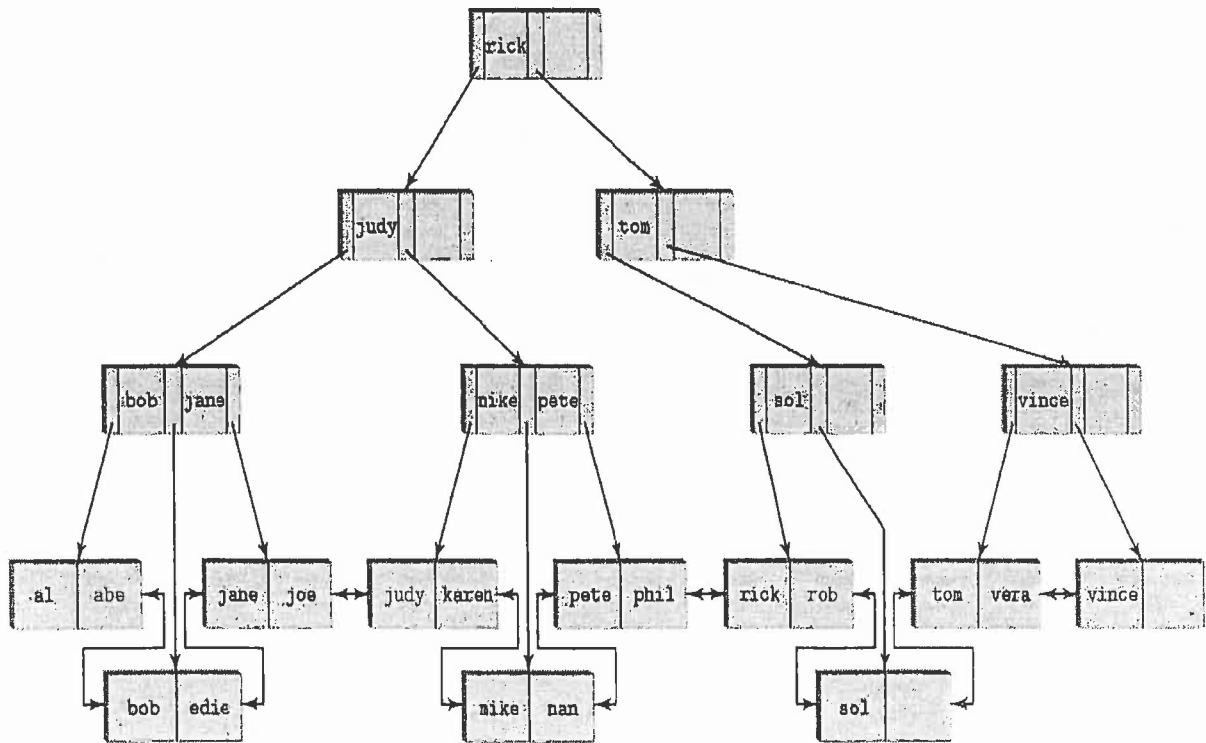 rick
judy tom
bob jane mike pete sol vince
al abe jane joe judy karen pete phil rick rob tom vera vince
bob edie mike nan sol